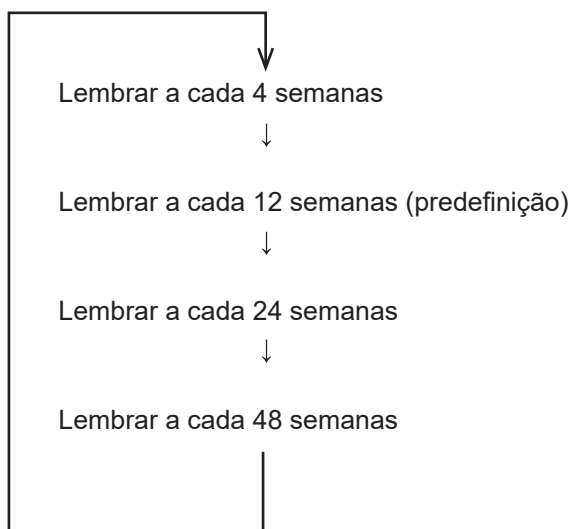 Lembrar a cada 4 semanas
↓
Lembrar a cada 12 semanas (predefinição)
↓
Lembrar a cada 24 semanas
↓
Lembrar a cada 48 semanas